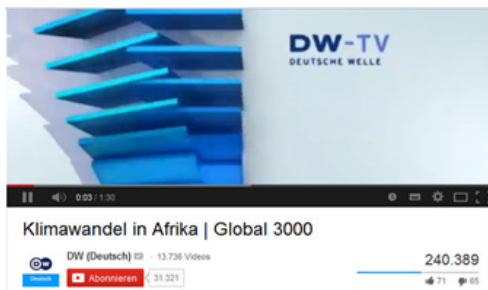 DW-TV
DEUTSCHE WELLE
0:03 / 1:30
Klimawandel in Afrika | Global 3000
DW (Deutsch) · 13.736 Videos
DW
Deutsch
Abonnieren 31.321
240.389
71 65